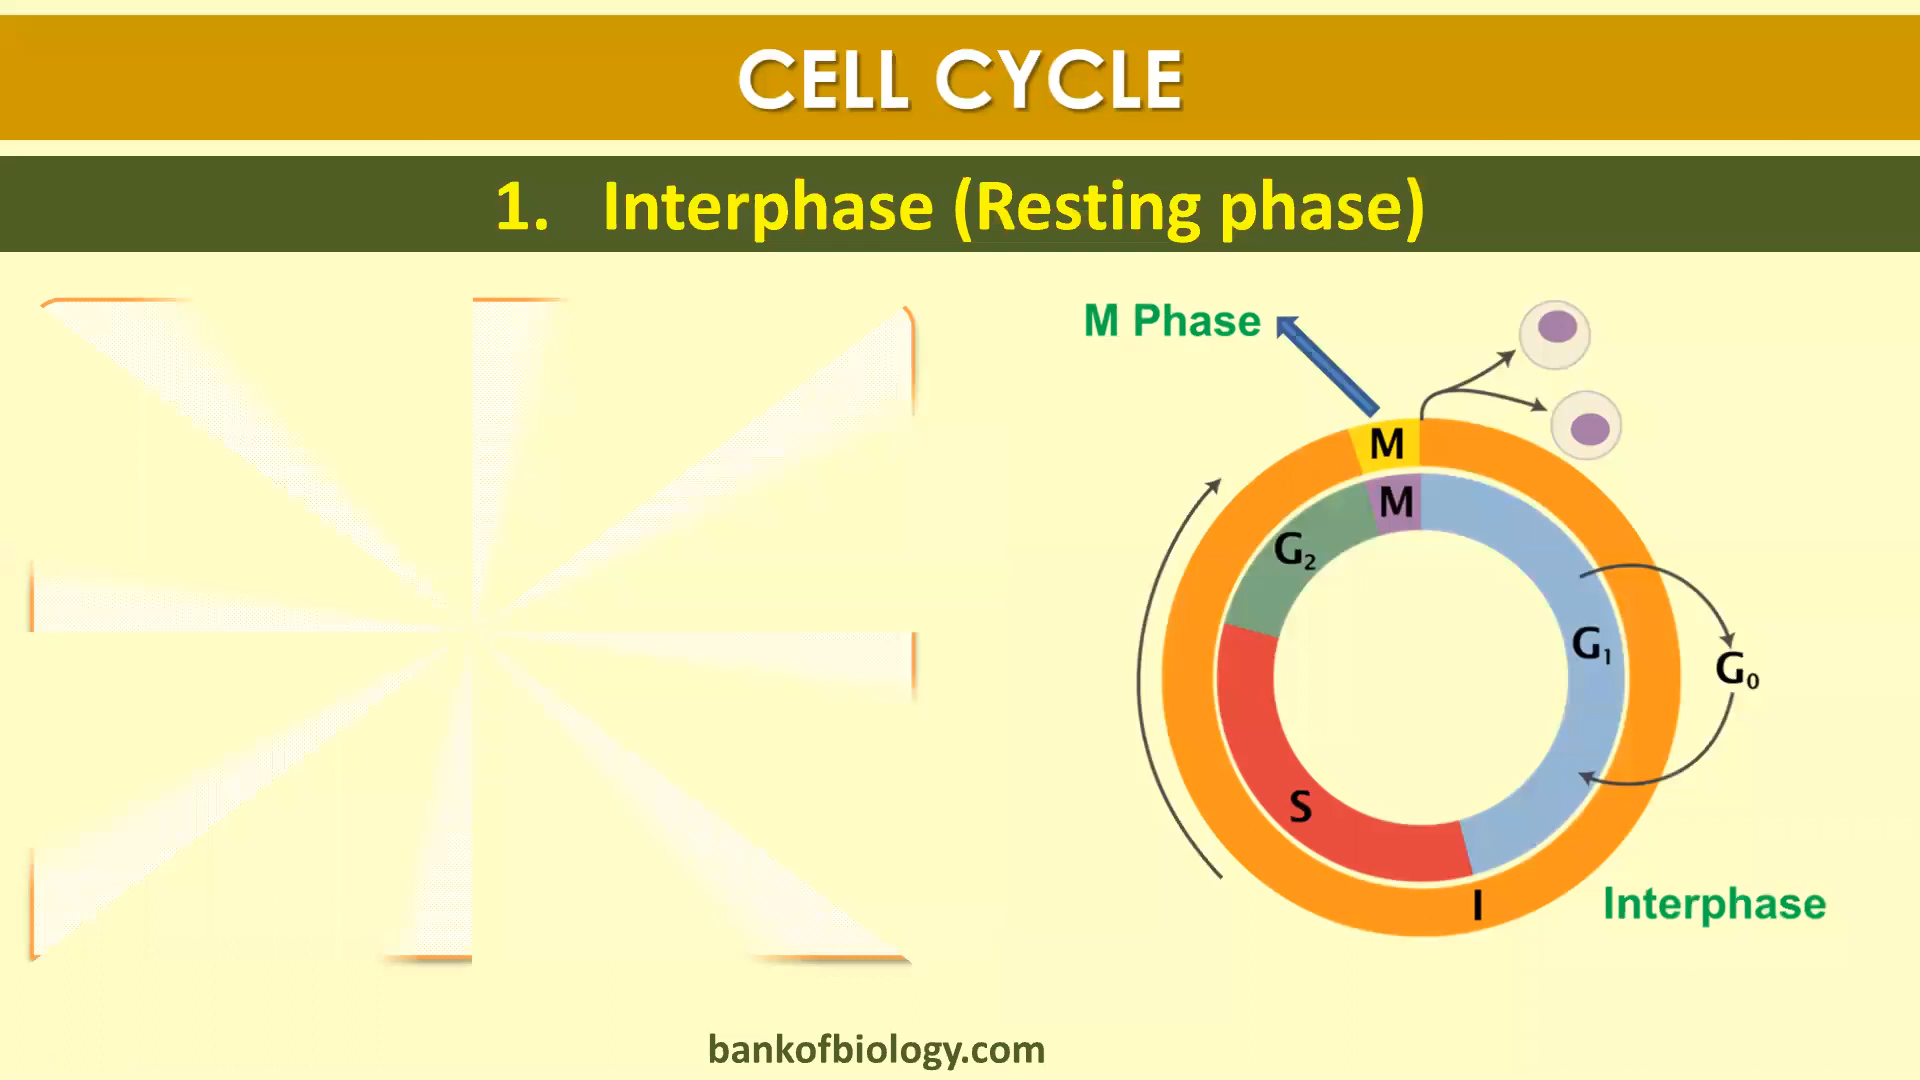 CELL CYCLE
1. Interphase (Resting phase)
M Phase
M
M
G₂
G₁
G₀
S
I
Interphase
bankofbiology.com